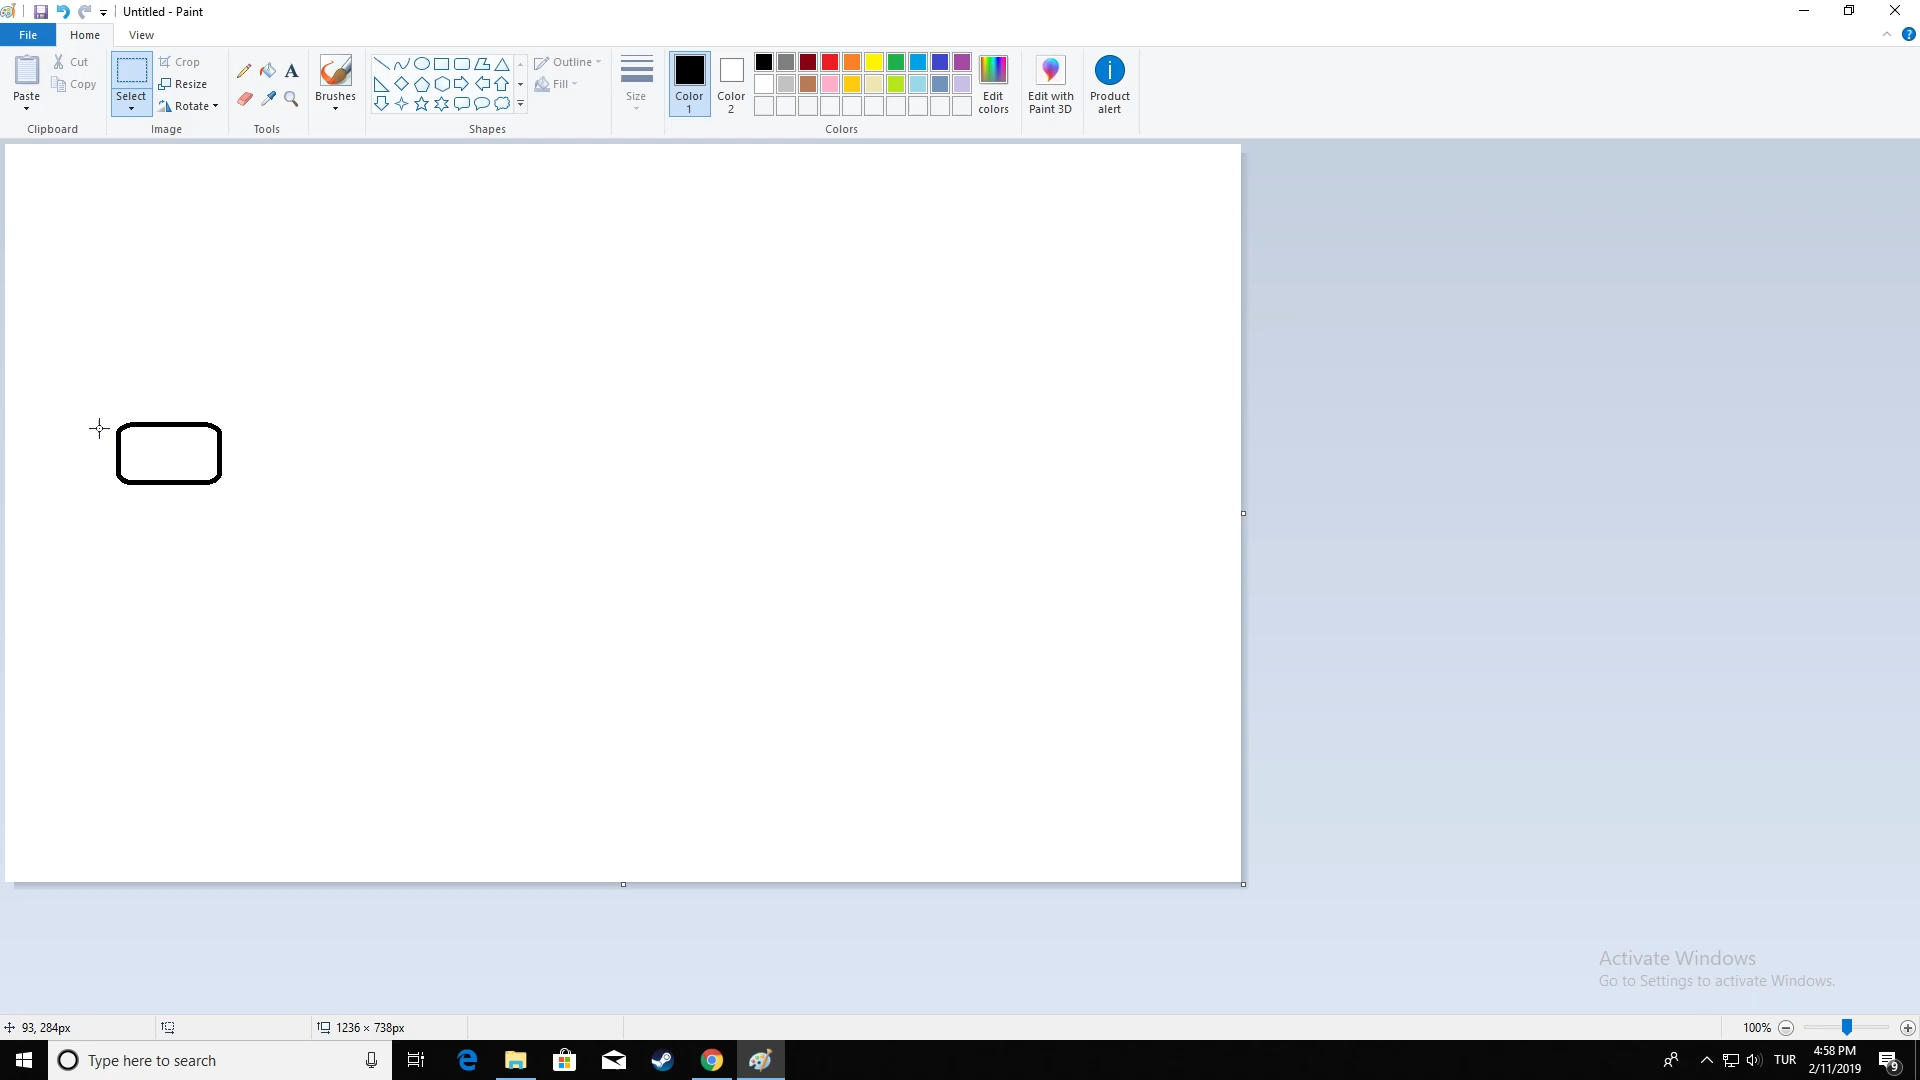 Untitled - Paint
File Home View
Paste
Cut
Copy
Clipboard
Select
Crop
Resize
Rotate
Image
A
Tools
Brushes
Shapes
Outline
Fill
Size
Color 1
Color 2
Edit colors
Colors
Edit with Paint 3D
Product alert
Activate Windows
Go to Settings to activate Windows.
93, 284px
1236 × 738px
100%
Type here to search
TUR
4:58 PM
2/11/2019
9